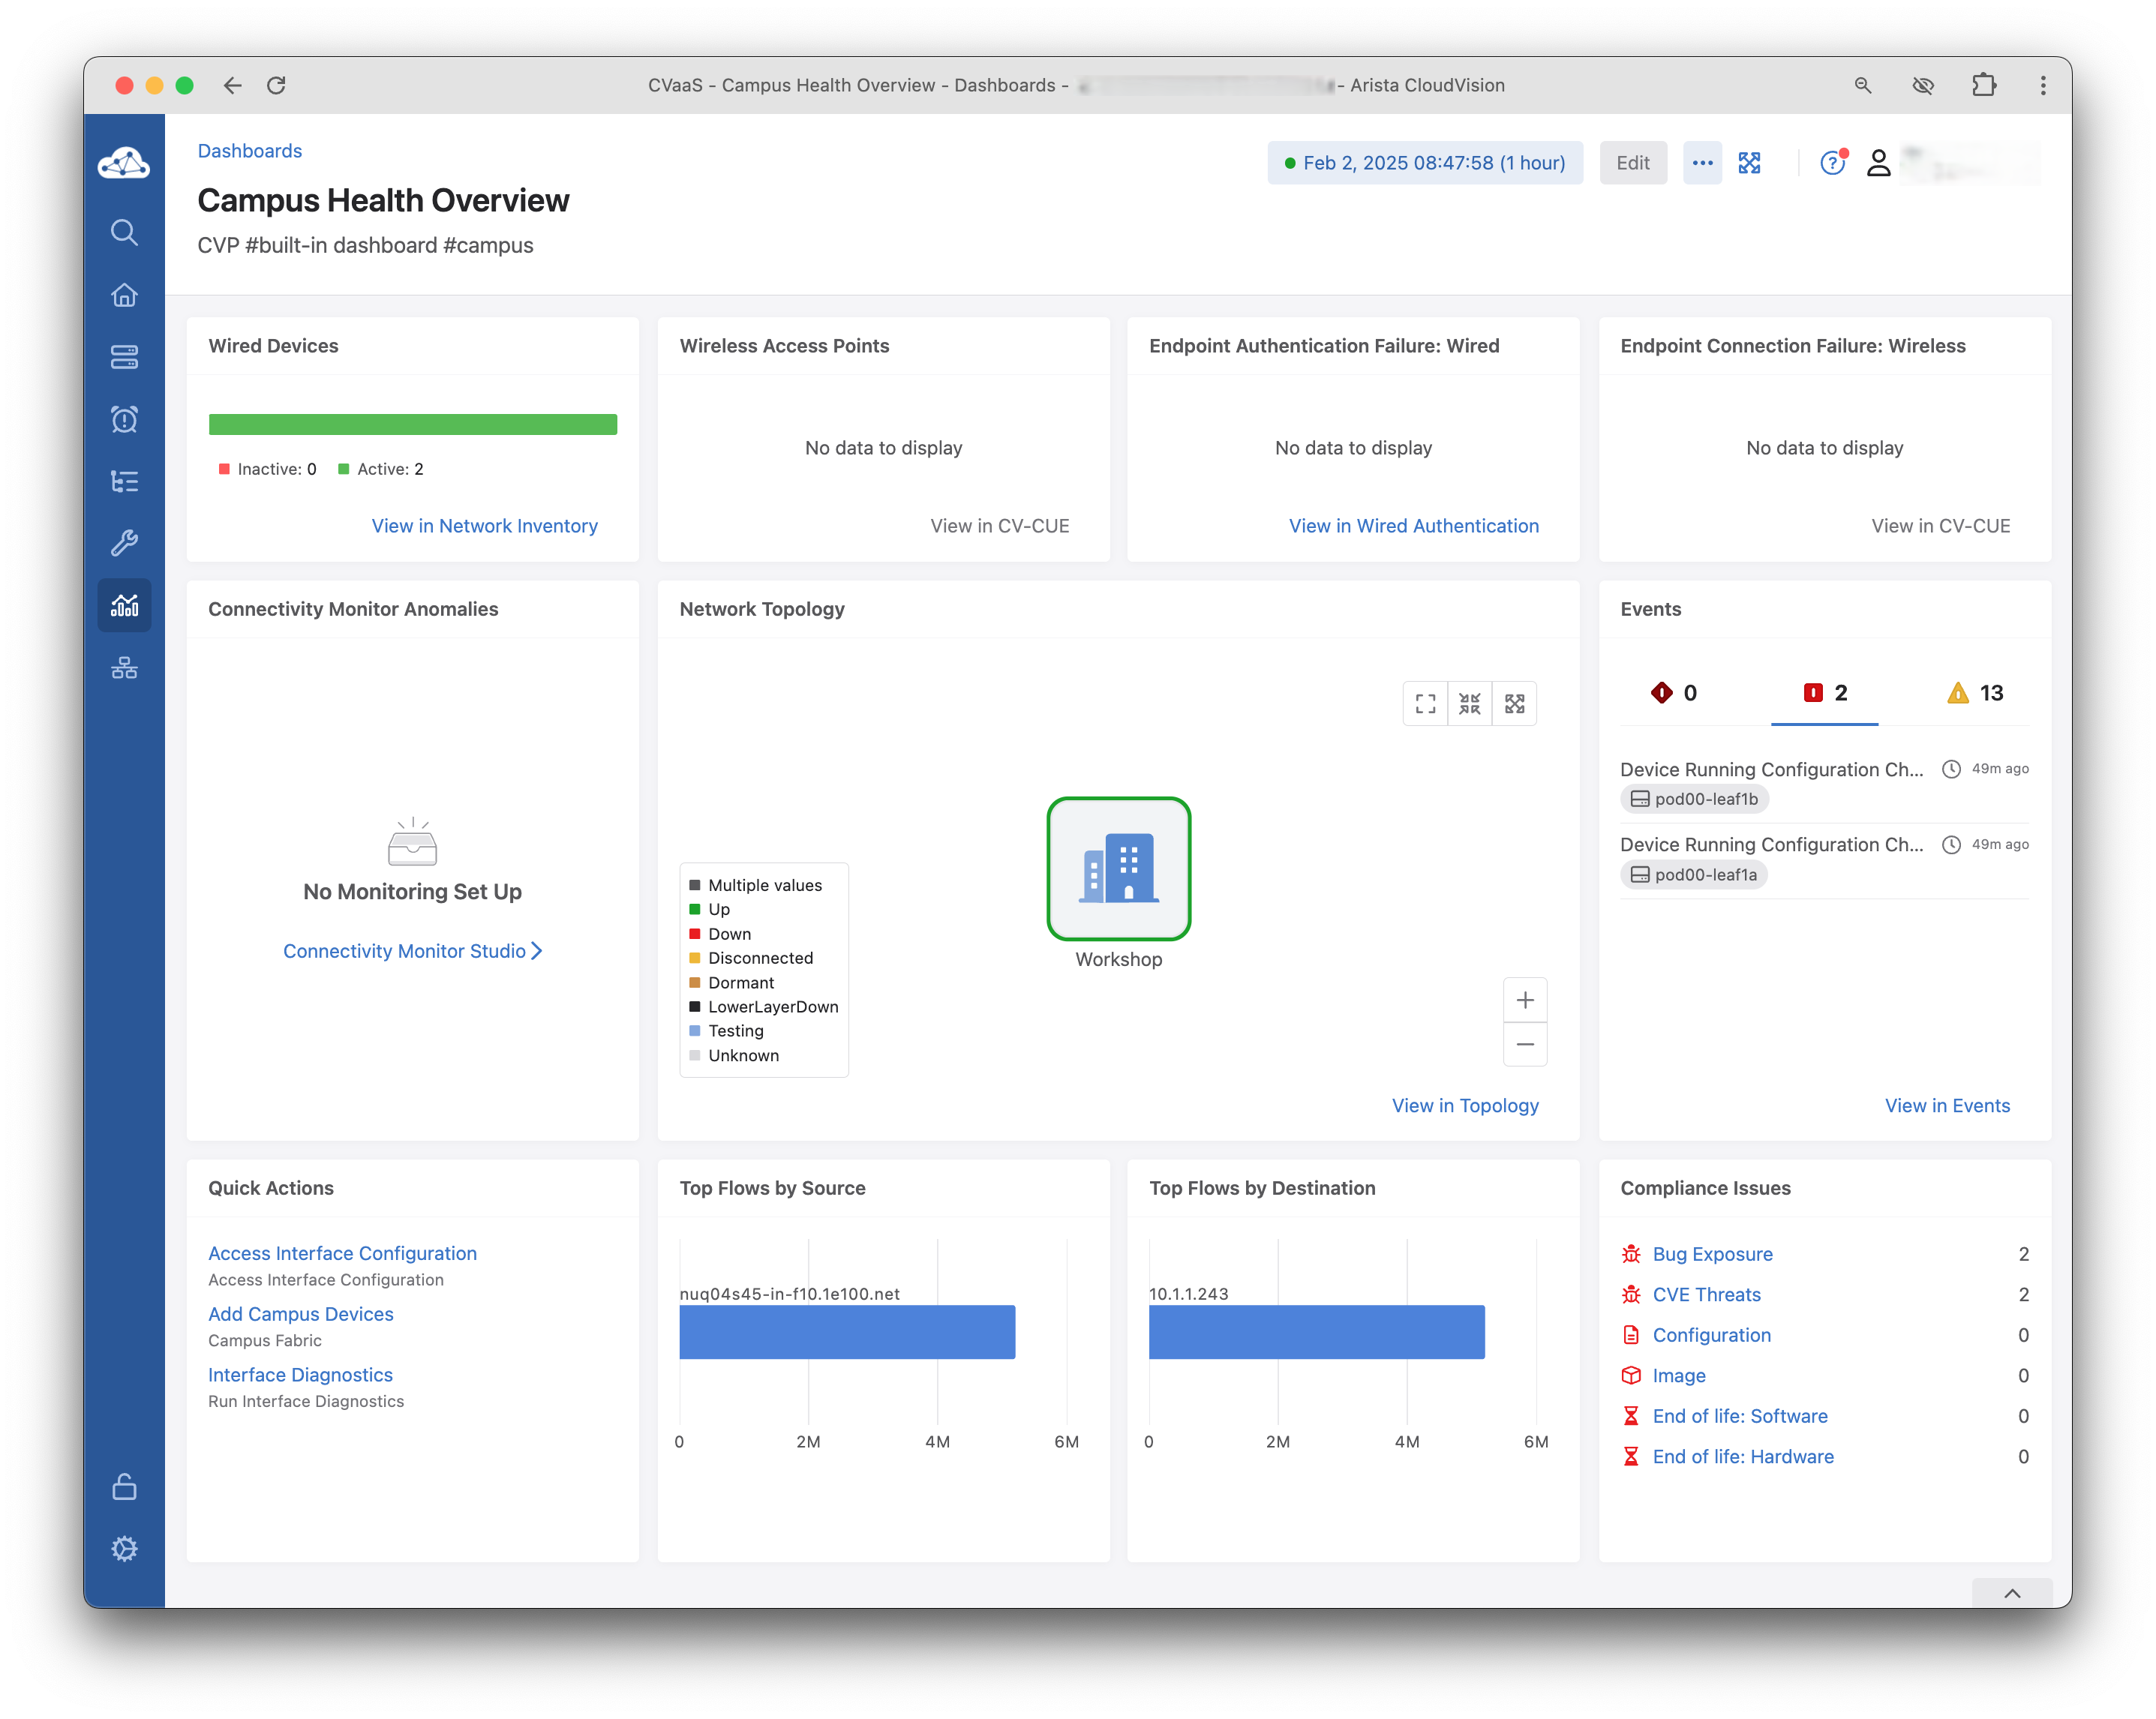 CVaaS - Campus Health Overview - Dashboards -
- Arista CloudVision
Dashboards
Feb 2, 2025 08:47:58 (1 hour)
Edit
Campus Health Overview
CVP #built-in dashboard #campus
Wired Devices
Inactive: 0
Active: 2
View in Network Inventory
Wireless Access Points
No data to display
View in CV-CUE
Endpoint Authentication Failure: Wired
No data to display
View in Wired Authentication
Endpoint Connection Failure: Wireless
No data to display
View in CV-CUE
Connectivity Monitor Anomalies
No Monitoring Set Up
Connectivity Monitor Studio
Network Topology
Workshop
Multiple values
Up
Down
Disconnected
Dormant
LowerLayerDown
Testing
Unknown
View in Topology
Events
0
2
13
Device Running Configuration Ch... 49m ago
pod00-leaf1b
Device Running Configuration Ch... 49m ago
pod00-leaf1a
View in Events
Quick Actions
Access Interface Configuration
Access Interface Configuration
Add Campus Devices
Campus Fabric
Interface Diagnostics
Run Interface Diagnostics
Top Flows by Source
nuq04s45-in-f10.1e100.net
0 2M 4M 6M
Top Flows by Destination
10.1.1.243
0 2M 4M 6M
Compliance Issues
Bug Exposure 2
CVE Threats 2
Configuration 0
Image 0
End of life: Software 0
End of life: Hardware 0